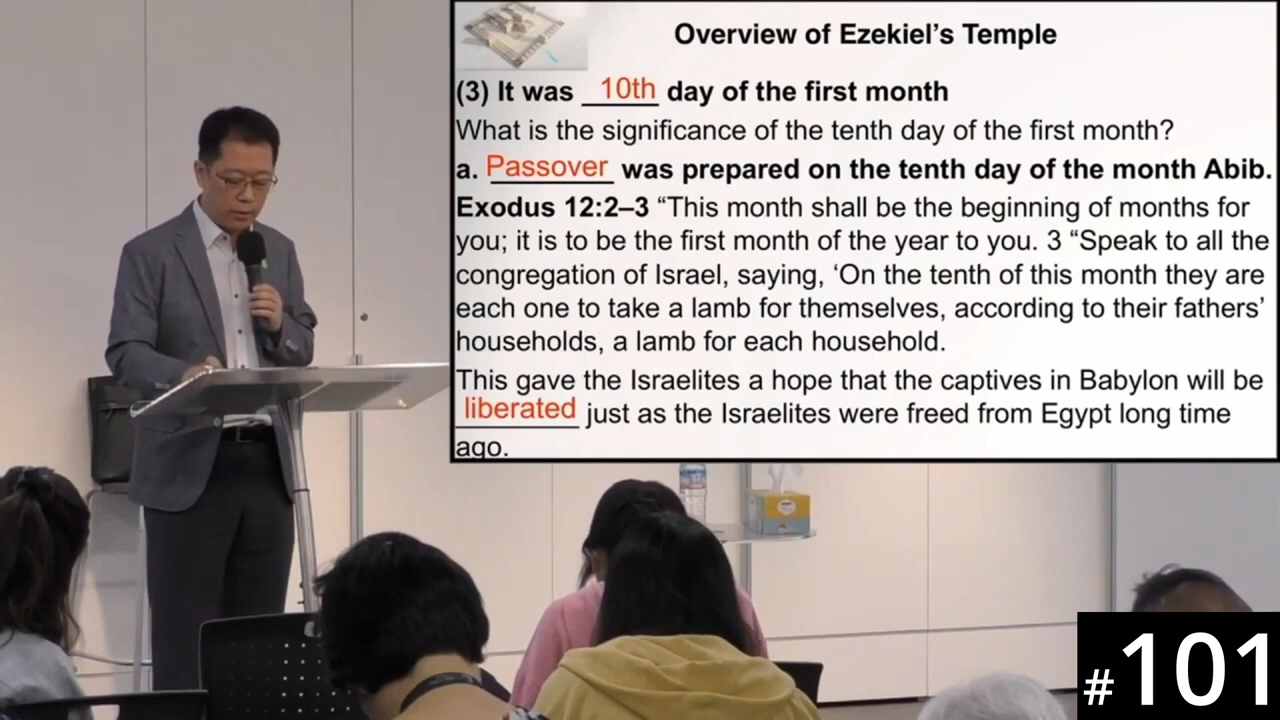 Overview of Ezekiel's Temple
(3) It was 10th day of the first month
What is the significance of the tenth day of the first month?
a. Passover was prepared on the tenth day of the month Abib.
Exodus 12:2–3 “This month shall be the beginning of months for
you; it is to be the first month of the year to you. 3 “Speak to all the
congregation of Israel, saying, ‘On the tenth of this month they are
each one to take a lamb for themselves, according to their fathers’
households, a lamb for each household.
This gave the Israelites a hope that the captives in Babylon will be
liberated just as the Israelites were freed from Egypt long time
ago.
#101